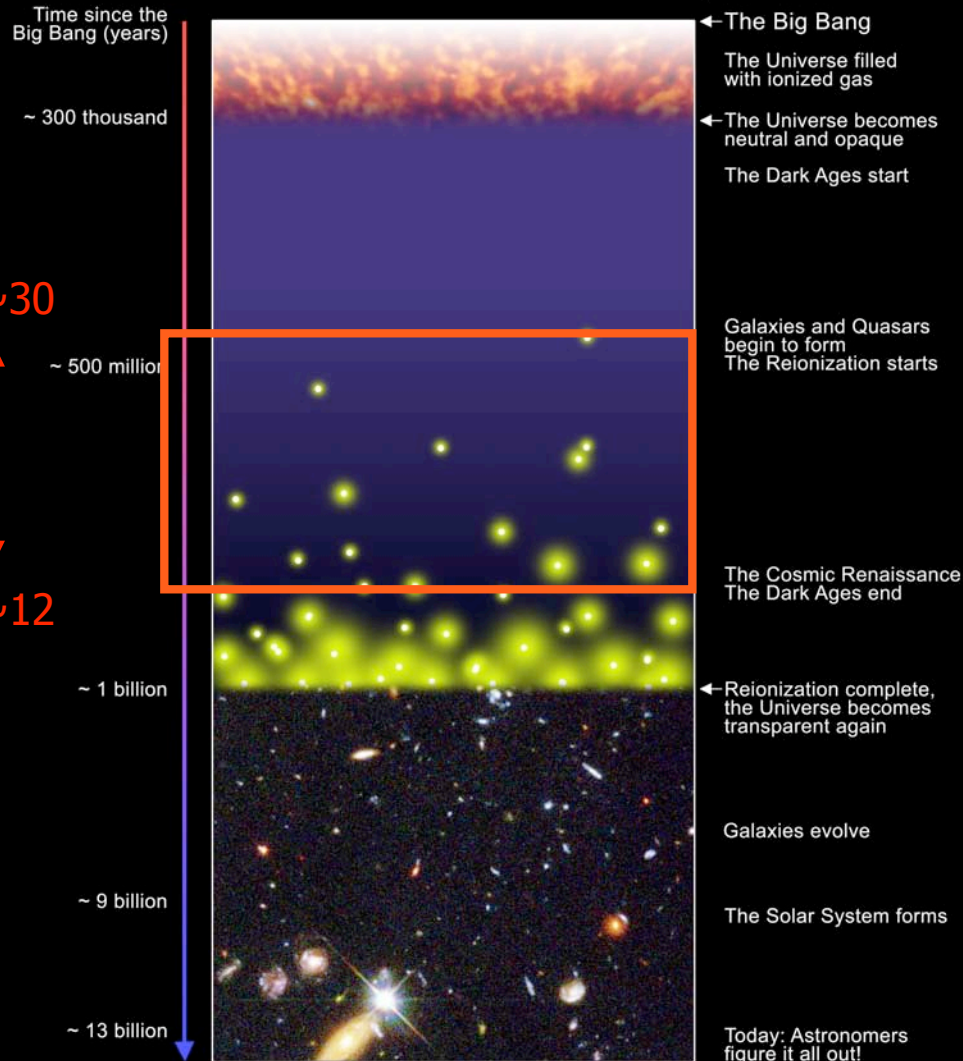 Time since the
Big Bang (years)
The Big Bang
The Universe filled
with ionized gas
~ 300 thousand
The Universe becomes
neutral and opaque
The Dark Ages start
~30
Galaxies and Quasars
begin to form
~ 500 million
The Reionization starts
The Cosmic Renaissance
The Dark Ages end
~12
~ 1 billion
Reionization complete,
the Universe becomes
transparent again
Galaxies evolve
~ 9 billion
The Solar System forms
~ 13 billion
Today: Astronomers
figure it all out!